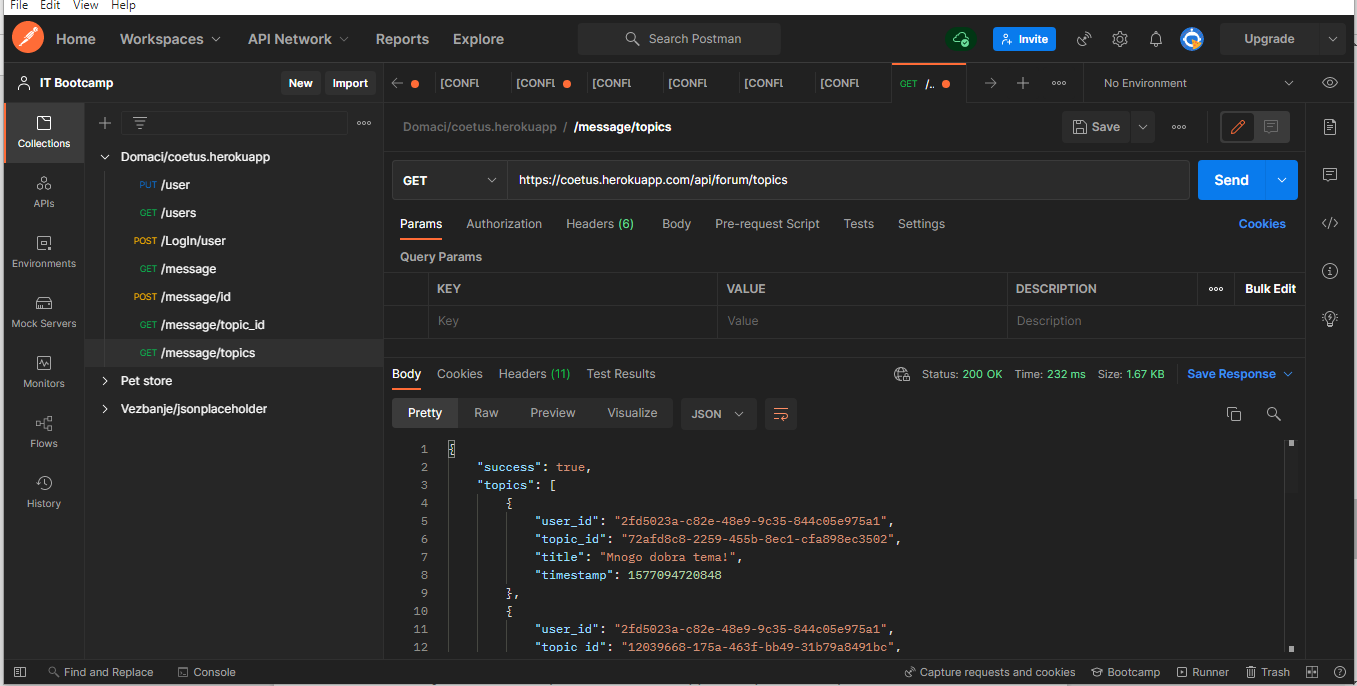 File Edit View Help
Home Workspaces API Network Reports Explore Search Postman Invite Upgrade
IT Bootcamp New Import [CONFL [CONFL [CONFL [CONFL [CONFL [CONFL GET /.. No Environment
Domaci/coetus.herokuapp / /message/topics Save
Collections
APIs
Environments
Mock Servers
Monitors
Flows
History
Domaci/coetus.herokuapp
PUT /user
GET /users
POST /LogIn/user
GET /message
POST /message/id
GET /message/topic_id
GET /message/topics
Pet store
Vezbanje/jsonplaceholder
GET https://coetus.herokuapp.com/api/forum/topics Send
Params Authorization Headers (6) Body Pre-request Script Tests Settings Cookies
Query Params
KEY VALUE DESCRIPTION Bulk Edit
Key Value Description
Body Cookies Headers (11) Test Results Status: 200 OK Time: 232 ms Size: 1.67 KB Save Response
Pretty Raw Preview Visualize JSON
1 {
2 "success": true,
3 "topics": [
4 {
5 "user_id": "2fd5023a-c82e-48e9-9c35-844c05e975a1",
6 "topic_id": "72afd8c8-2259-455b-8ec1-cfa898ec3502",
7 "title": "Mnogo dobra tema!",
8 "timestamp": 1577094720848
9 },
10 {
11 "user_id": "2fd5023a-c82e-48e9-9c35-844c05e975a1",
12 "topic_id": "12039668-175a-463f-bb49-31b79a8491bc",
Find and Replace Console Capture requests and cookies Bootcamp Runner Trash